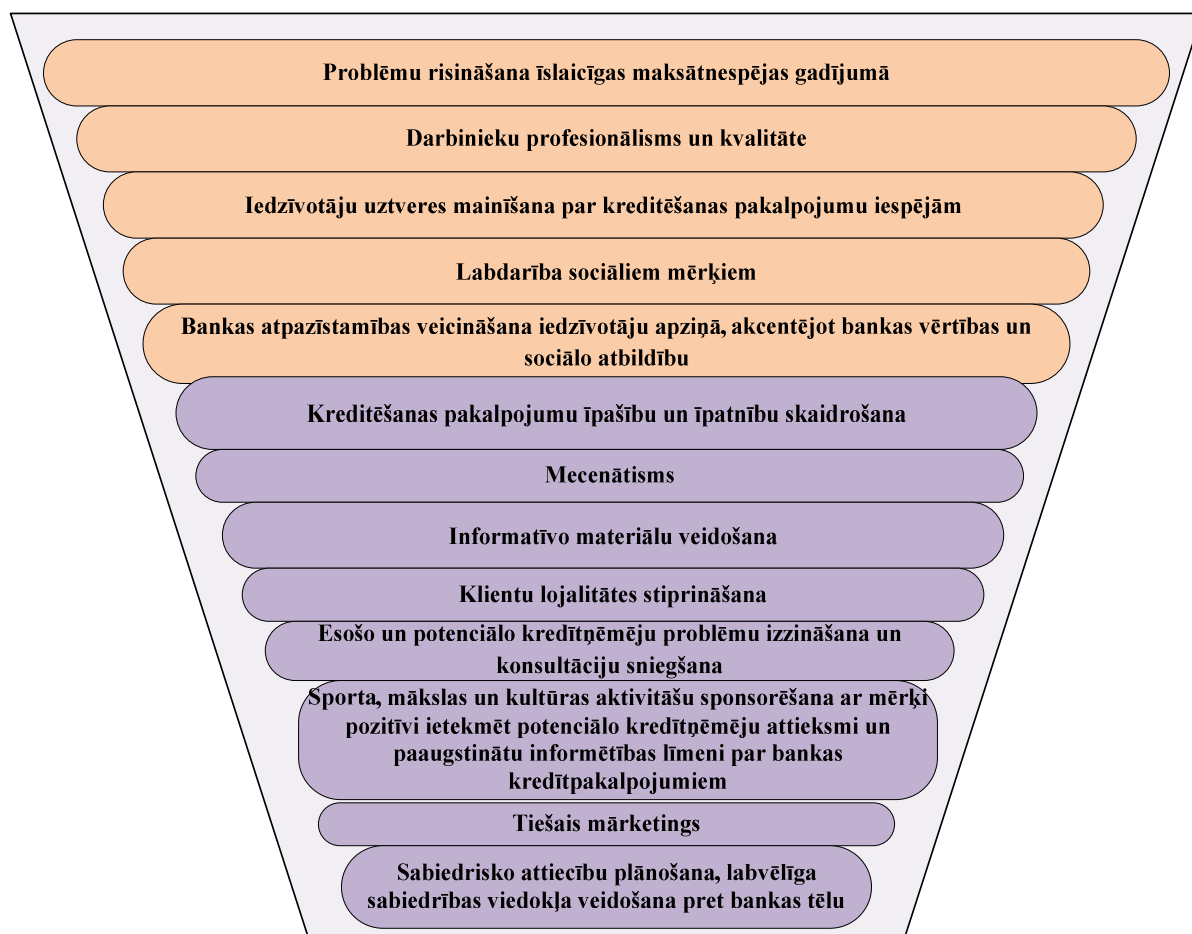 Problēmu risināšana īslaicīgas maksātnespējas gadījumā
Darbinieku profesionālisms un kvalitāte
Iedzīvotāju uztveres mainīšana par kreditēšanas pakalpojumu iespējām
Labdarība sociāliem mērķiem
Bankas atpazīstamības veicināšana iedzīvotāju apziņā, akcentējot bankas vērtības un
sociālo atbildību
Kreditēšanas pakalpojumu īpašību un īpatnību skaidrošana
Mecenātisms
Informatīvo materiālu veidošana
Klientu lojalitātes stiprināšana
Esošo un potenciālo kredītņēmēju problēmu izzināšana un
konsultāciju sniegšana
Sporta, mākslas un kultūras aktivitāšu sponsorēšana ar mērķi
pozitīvi ietekmēt potenciālo kredītņēmēju attieksmi un
paaugstinātu informētības līmeni par bankas
kredītpakalpojumiem
Tiešais mārketings
Sabiedrisko attiecību plānošana, labvēlīga
sabiedrības viedokļa veidošana pret bankas tēlu